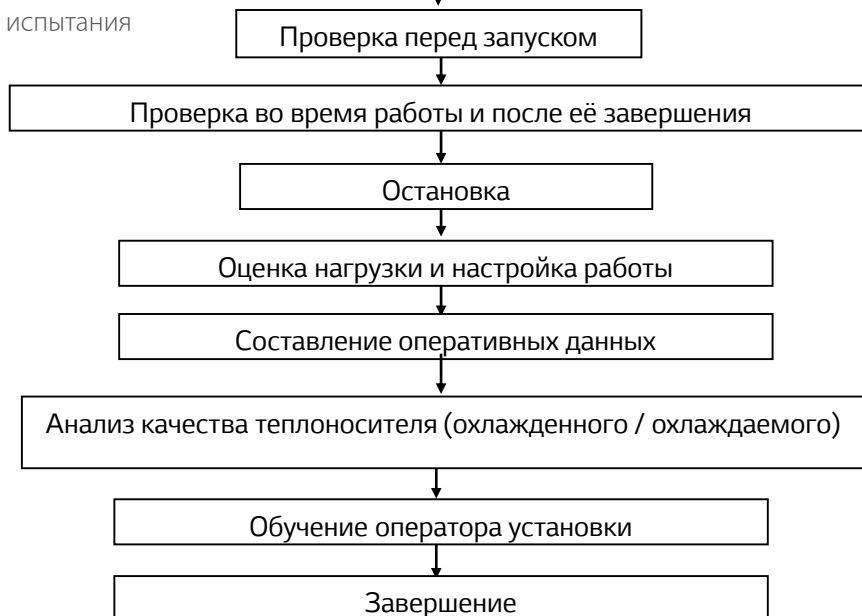 испытания
Проверка перед запуском
Проверка во время работы и после её завершения
Остановка
Оценка нагрузки и настройка работы
Составление оперативных данных
Анализ качества теплоносителя (охлажденного / охлаждаемого)
Обучение оператора установки
Завершение